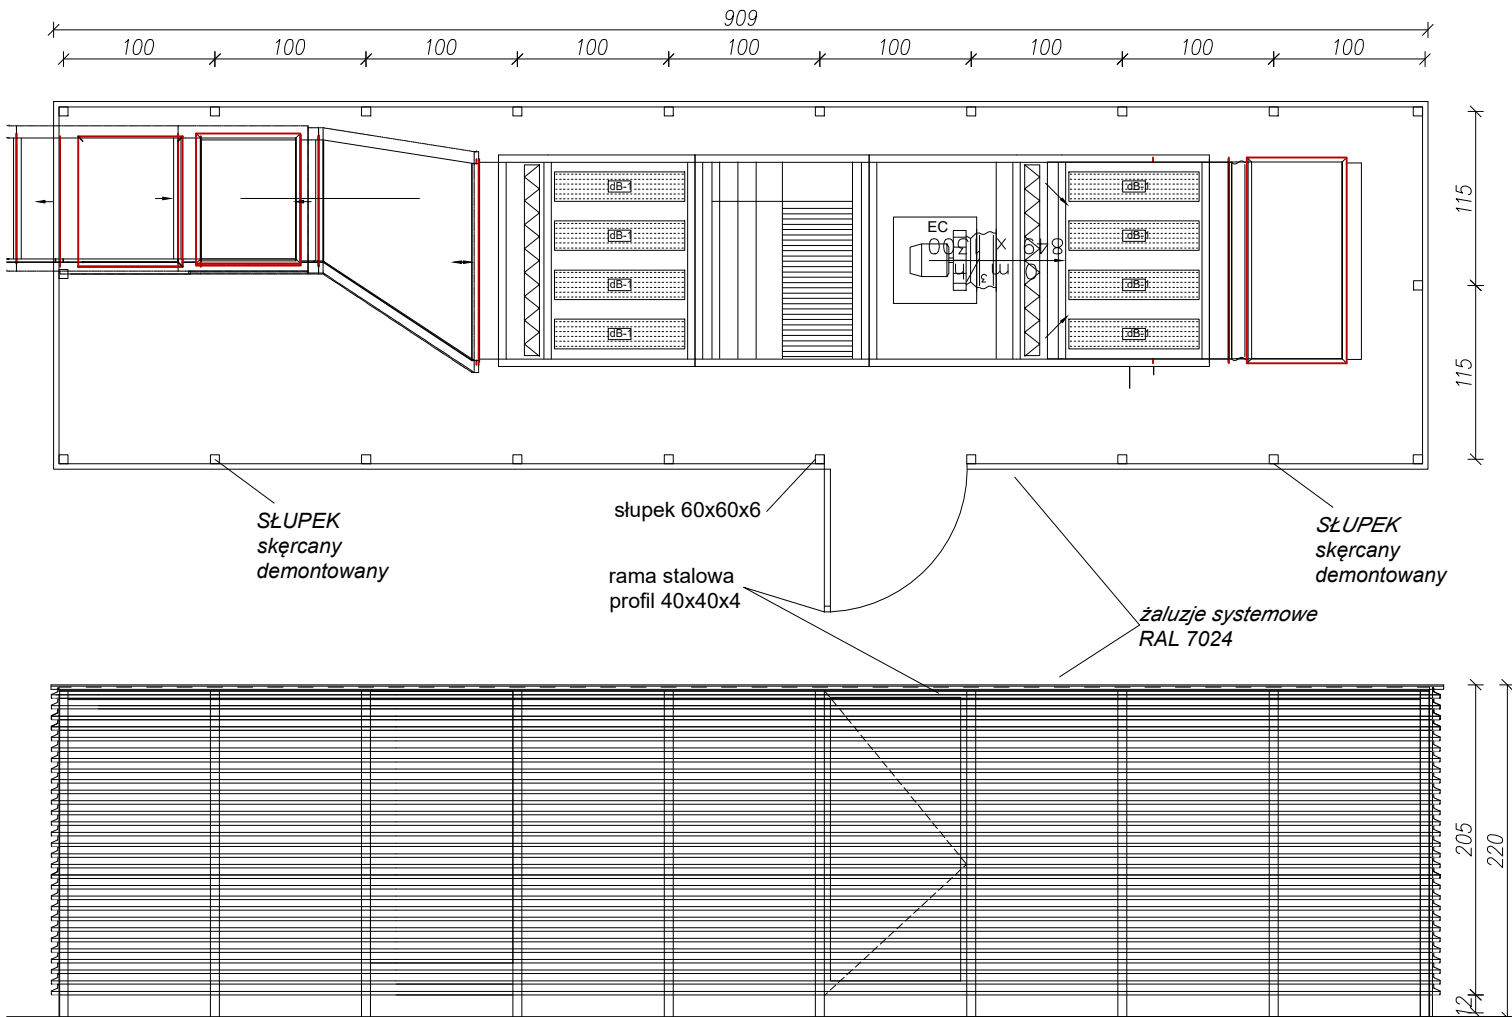 909
100 100 100 100 100 100 100 100 100
dB-1 dB-1
dB-1 dB-1
dB-1 dB-1
dB-1 dB-1
EC
115
115
SŁUPEK
skęrcany
demontowany
słupek 60x60x6
rama stalowa
profil 40x40x4
SŁUPEK
skęrcany
demontowany
żaluzje systemowe
RAL 7024
205
220
12